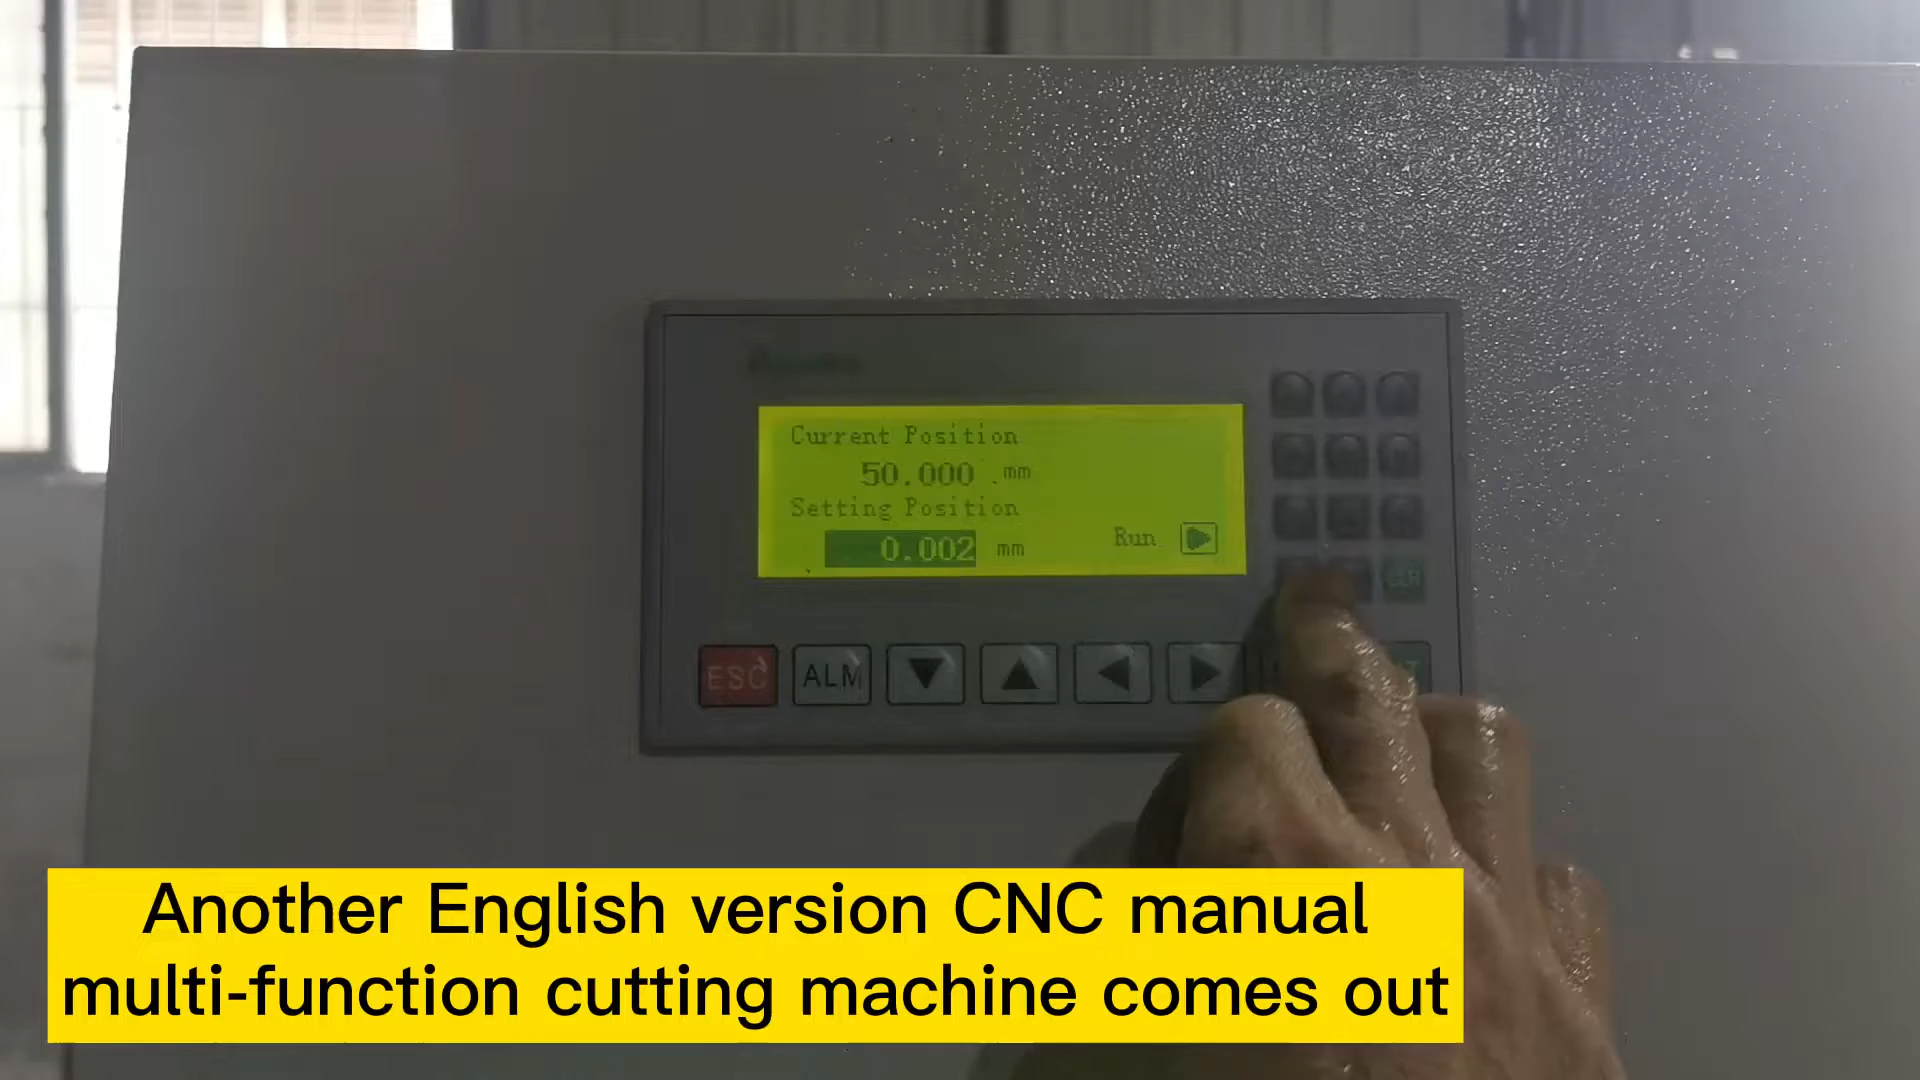 Current Position
50.000 .mm
Setting Position
0.002 mm
Run
CLR
ESC
ALM
Another English version CNC manual
multi-function cutting machine comes out